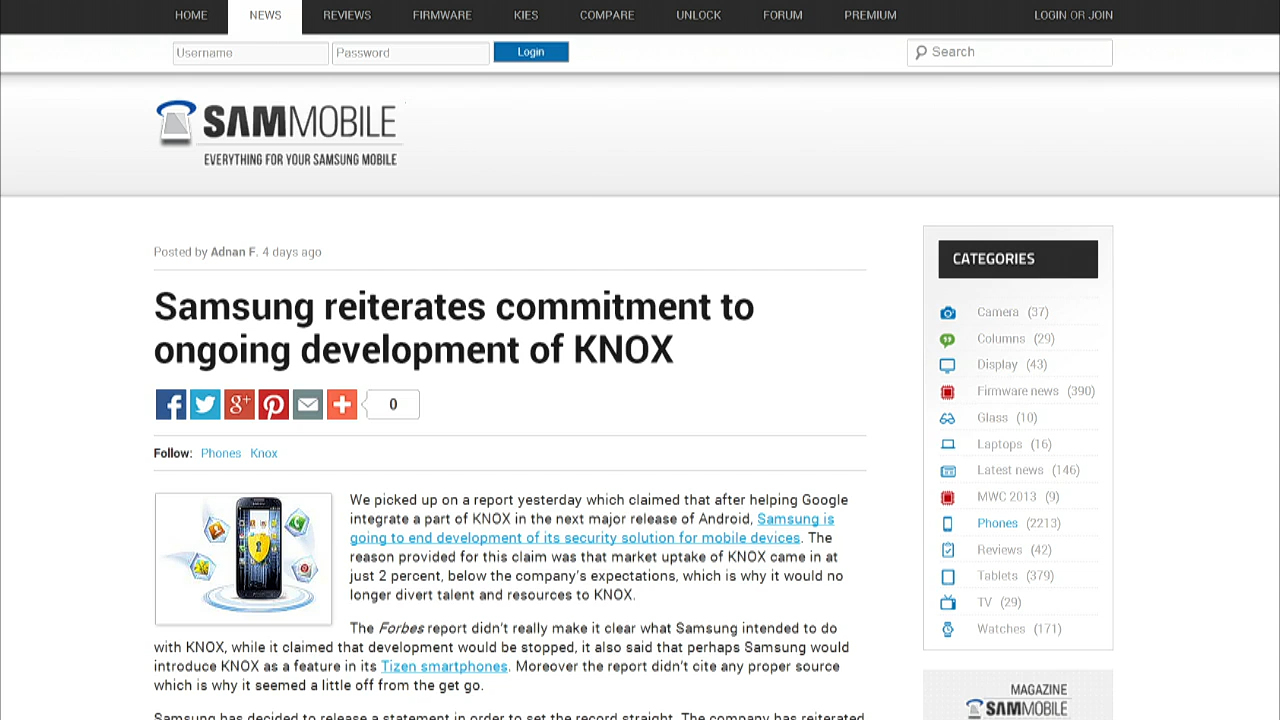 HOME NEWS REVIEWS FIRMWARE KIES COMPARE UNLOCK FORUM PREMIUM LOGIN OR JOIN
Username Password Login Search
SAMMOBILE
EVERYTHING FOR YOUR SAMSUNG MOBILE
Posted by Adnan F. 4 days ago
Samsung reiterates commitment to
ongoing development of KNOX
0
Follow: Phones Knox
We picked up on a report yesterday which claimed that after helping Google
integrate a part of KNOX in the next major release of Android, Samsung is
going to end development of its security solution for mobile devices. The
reason provided for this claim was that market uptake of KNOX came in at
just 2 percent, below the company's expectations, which is why it would no
longer divert talent and resources to KNOX.
The Forbes report didn't really make it clear what Samsung intended to do
with KNOX, while it claimed that development would be stopped, it also said that perhaps Samsung would
introduce KNOX as a feature in its Tizen smartphones. Moreover the report didn't cite any proper source
which is why it seemed a little off from the get go.
Samsung has decided to release a statement in order to set the record straight. The company has reiterated
CATEGORIES
Camera (37)
Columns (29)
Display (43)
Firmware news (390)
Glass (10)
Laptops (16)
Latest news (146)
MWC 2013 (9)
Phones (2213)
Reviews (42)
Tablets (379)
TV (29)
Watches (171)
MAGAZINE
SAMMOBILE